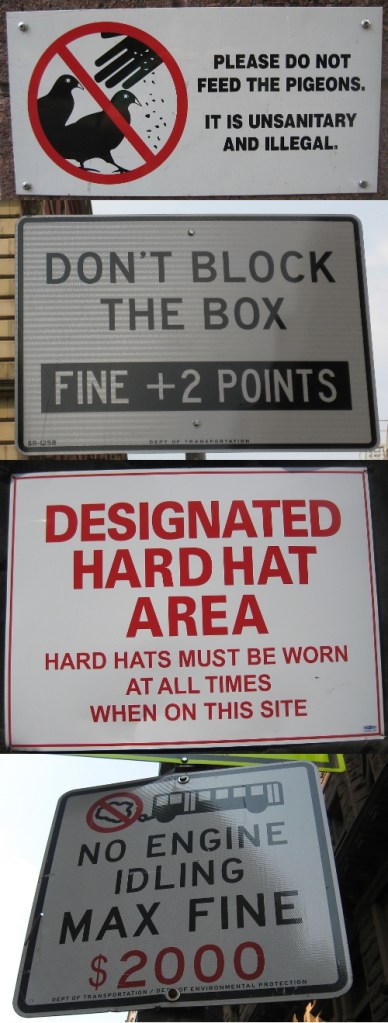 PLEASE DO NOT
FEED THE PIGEONS.
IT IS UNSANITARY
AND ILLEGAL.
DON'T BLOCK
THE BOX
FINE +2 POINTS
DEPT OF TRANSPORTATION
DESIGNATED
HARD HAT
AREA
HARD HATS MUST BE WORN
AT ALL TIMES
WHEN ON THIS SITE
NO ENGINE
IDLING
MAX FINE
$2000
DEPT OF TRANSPORTATION / DEPT OF ENVIRONMENTAL PROTECTION